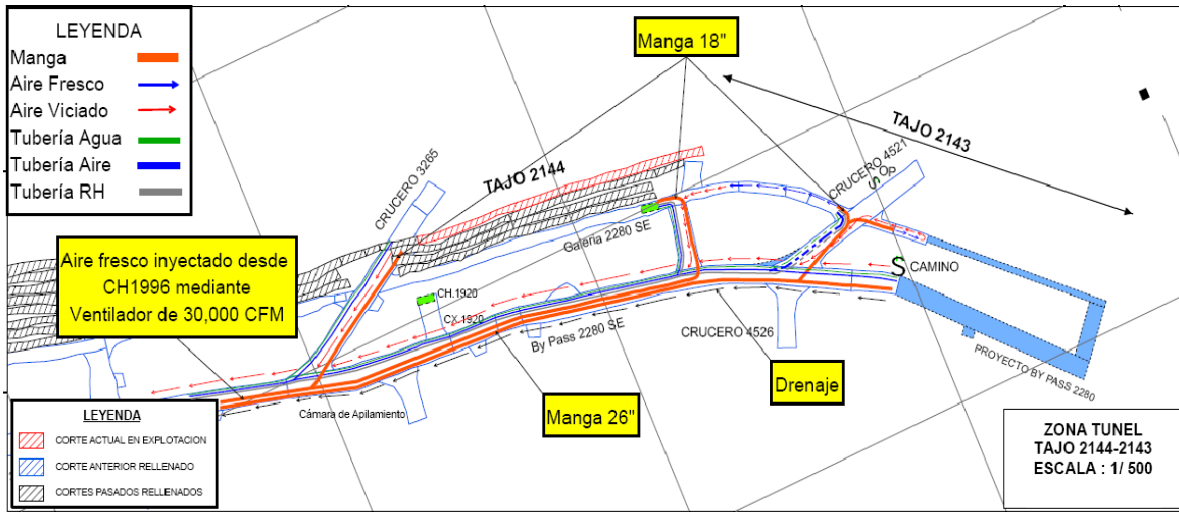 LEYENDA
Manga
Aire Fresco
Aire Viciado
Tubería Agua
Tubería Aire
Tubería RH
Manga 18"
TAJO 2143
TAJO 2144
CRUCERO 3265
CRUCERO 4521
OP
Galeria 2280 SE
CAMINO
Aire fresco inyectado desde
CH1996 mediante
Ventilador de 30,000 CFM
CH.1920
CX.1920
By Pass 2280 SE
CRUCERO 4526
PROYECTO BY PASS 2280
Drenaje
Manga 26"
Cámara de Apilamiento
LEYENDA
CORTE ACTUAL EN EXPLOTACION
CORTE ANTERIOR RELLENADO
CORTES PASADOS RELLENADOS
ZONA TUNEL
TAJO 2144-2143
ESCALA : 1/ 500